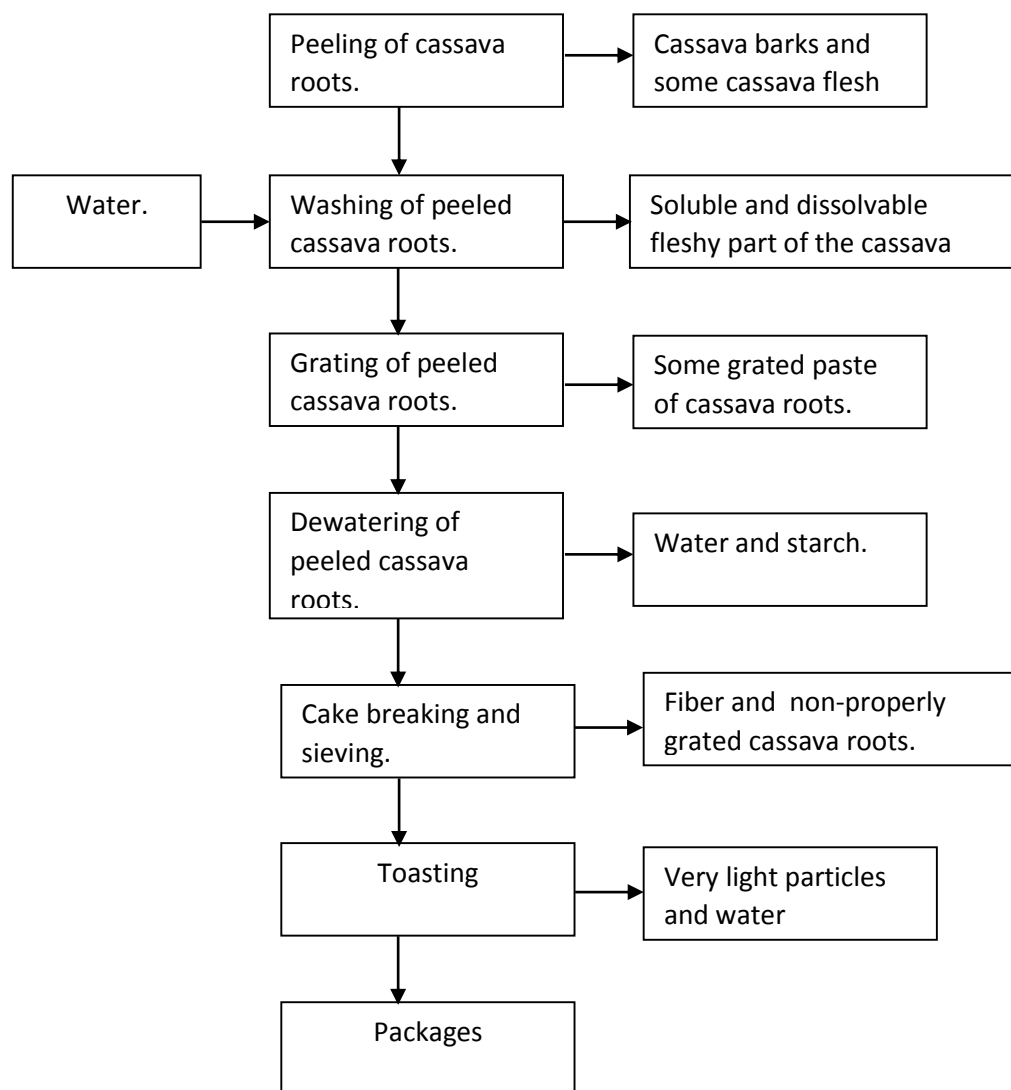 Peeling of cassava
roots.
Cassava barks and
some cassava flesh
Water.
Washing of peeled
cassava roots.
Soluble and dissolvable
fleshy part of the cassava
Grating of peeled
cassava roots.
Some grated paste
of cassava roots.
Dewatering of
peeled cassava
roots.
Water and starch.
Cake breaking and
sieving.
Fiber and  non-properly
grated cassava roots.
Toasting
Very light particles
and water
Packages